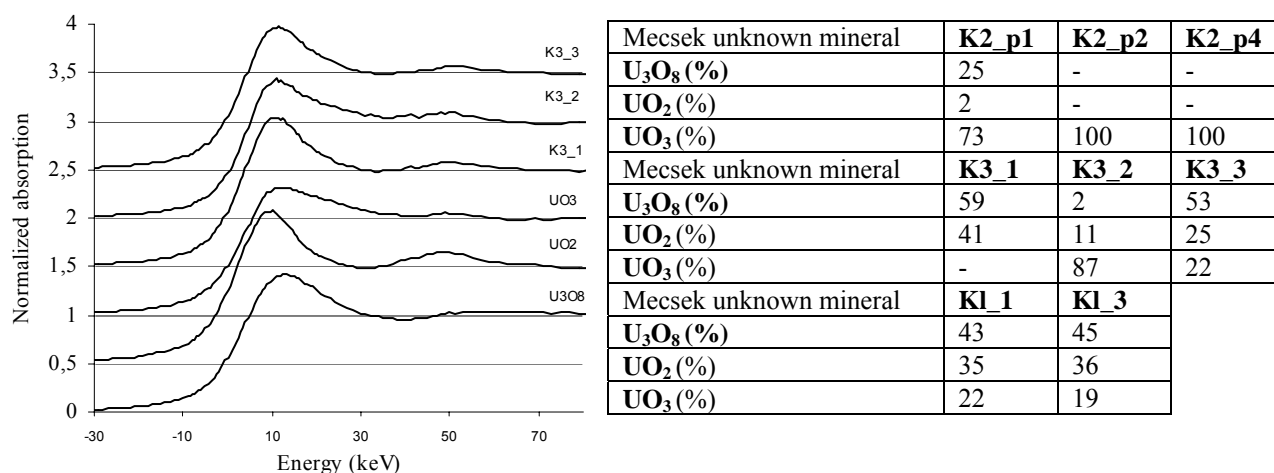 4
3,5
3
2,5
2
1,5
1
0,5
0
Normalized absorption
K3_3
K3_2
K3_1
UO3
UO2
U3O8
-30 -10 10 30 50 70
Energy (keV)
Mecsek unknown mineral K2_p1 K2_p2 K2_p4
U₃O₈ (%) 25 - -
UO₂ (%) 2 - -
UO₃ (%) 73 100 100
Mecsek unknown mineral K3_1 K3_2 K3_3
U₃O₈ (%) 59 2 53
UO₂ (%) 41 11 25
UO₃ (%) - 87 22
Mecsek unknown mineral Kl_1 Kl_3
U₃O₈ (%) 43 45
UO₂ (%) 35 36
UO₃ (%) 22 19